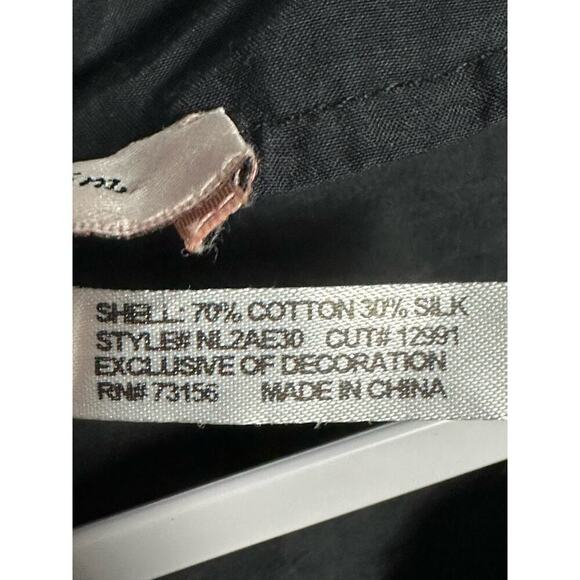 SHELL: 70% COTTON 30% SILK
STYLE# NL2AE30 CUT# 12991
EXCLUSIVE OF DECORATION
RN# 73156 MADE IN CHINA